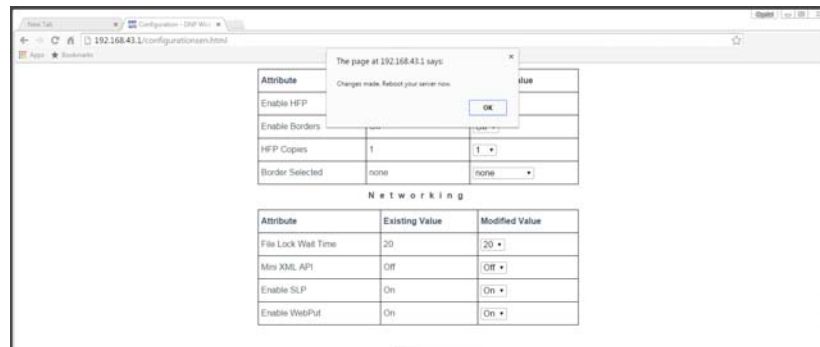 New Tab
Configuration - DNP Wi
192.168.43.1/configurationsen.html
Apps
Bookmarks
The page at 192.168.43.1 says:
Changes made. Reboot your server now.
OK
Attribute
Enable HFP
Enable Borders
HFP Copies 1 1
Border Selected none none
Networking
Attribute Existing Value Modified Value
File Lock Wait Time 20 20
Mini XML API Off Off
Enable SLP On On
Enable WebPut On On